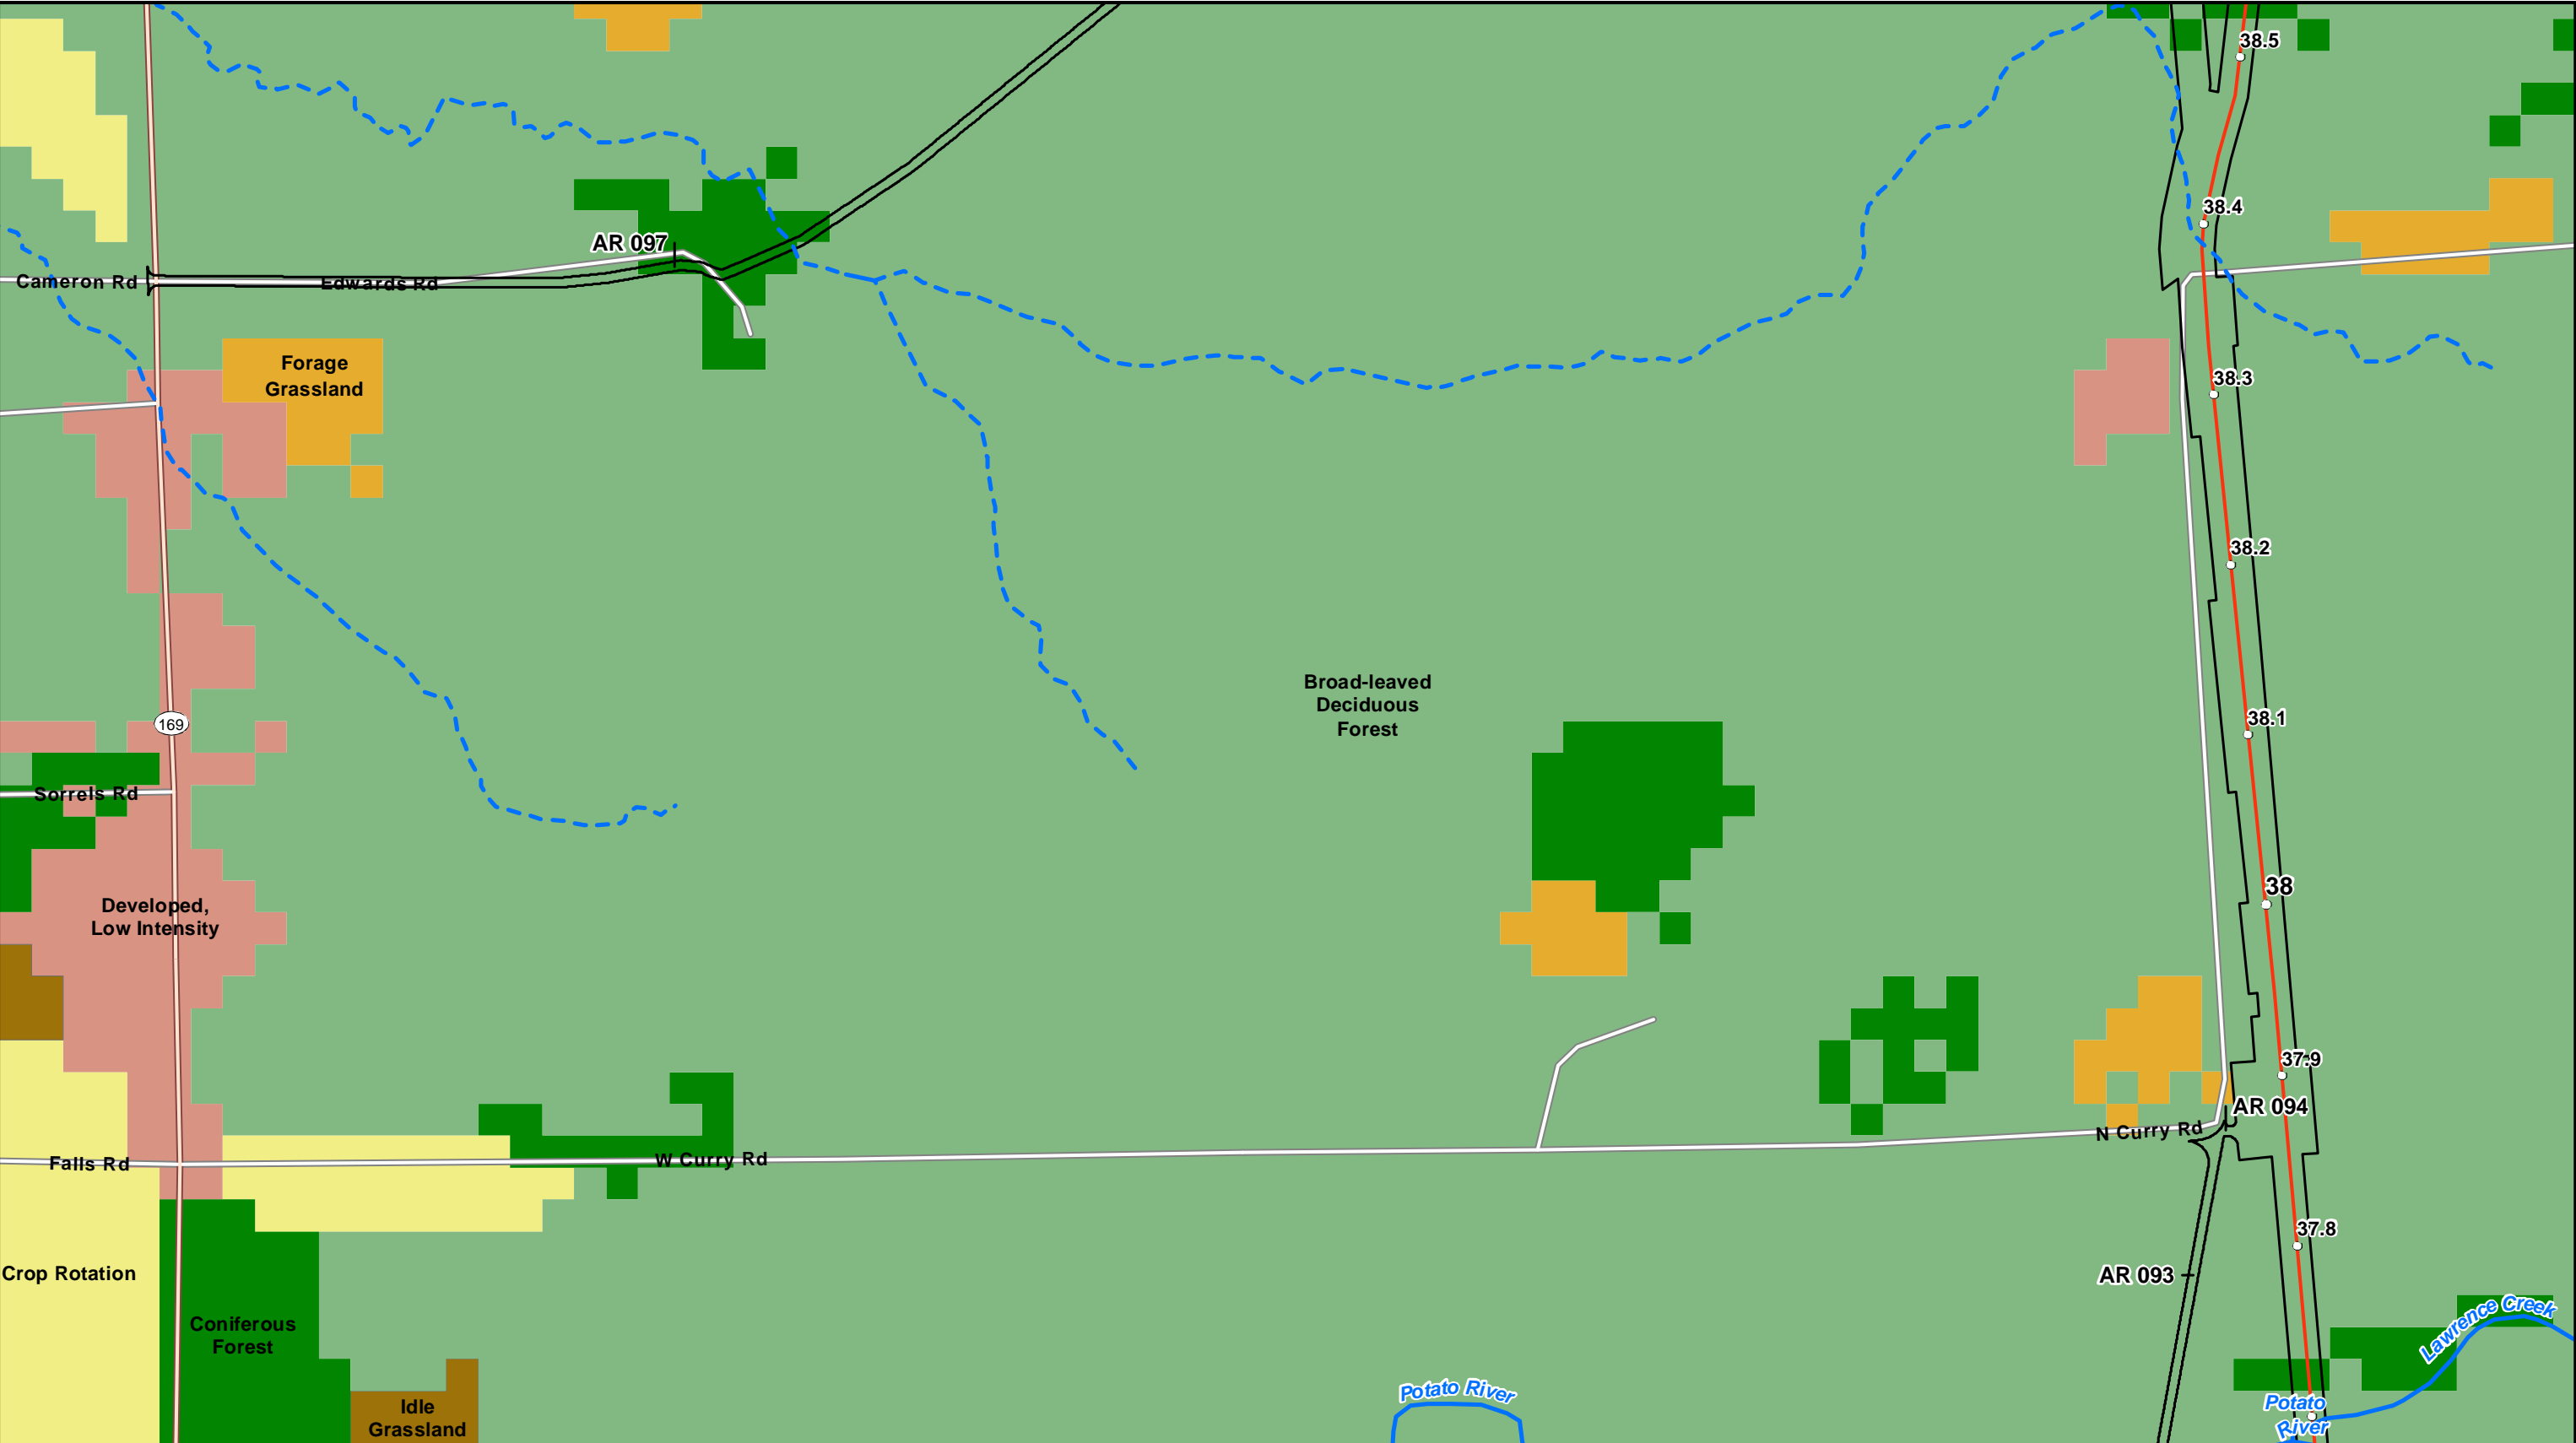 38.5
38.4
AR 097
Cameron Rd
Edwards Rd
Forage
Grassland
38.3
38.2
Broad-leaved
Deciduous
Forest
38.1
169
Sorrels Rd
38
Developed,
Low Intensity
37.9
AR 094
N Curry Rd
Falls Rd
W Curry Rd
37.8
Crop Rotation
AR 093
Coniferous
Forest
Lawrence Creek
Idle
Grassland
Potato River
Potato
River